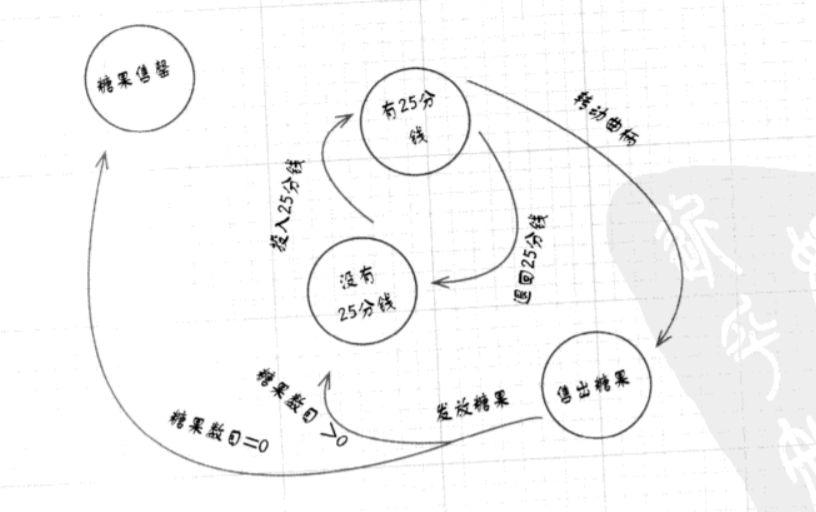 糖果售罄
有25分
钱
转动曲柄
投入25分钱
退回25分钱
没有
25分钱
售出糖果
发放糖果
糖果数目>0
糖果数目=0